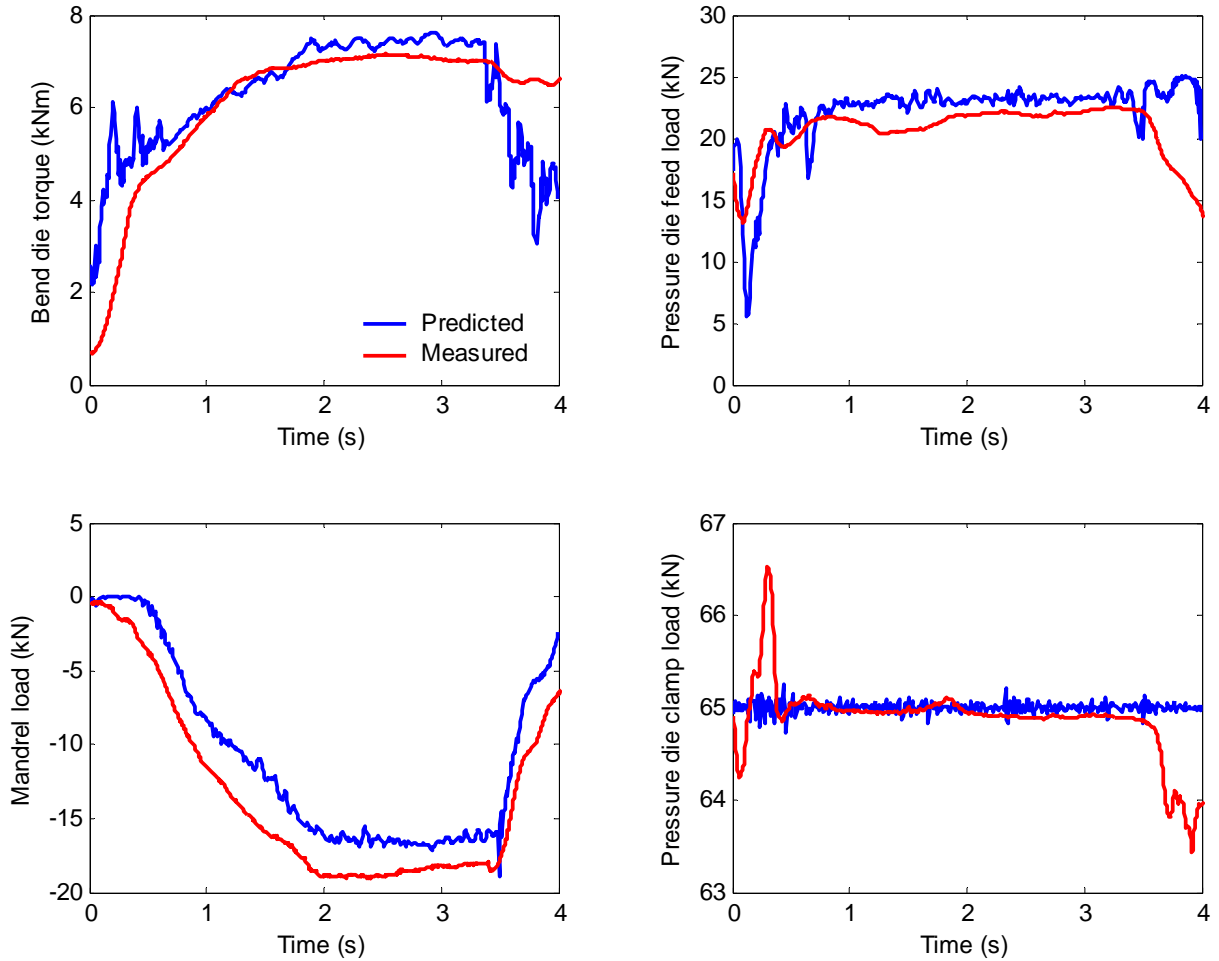 Bend die torque (kNm)
8
6
4
2
0
Predicted
Measured
0 1 2 3 4
Time (s)
Pressure die feed load (kN)
30
25
20
15
10
5
0
0 1 2 3 4
Time (s)
Mandrel load (kN)
5
0
-5
-10
-15
-20
0 1 2 3 4
Time (s)
Pressure die clamp load (kN)
67
66
65
64
63
0 1 2 3 4
Time (s)